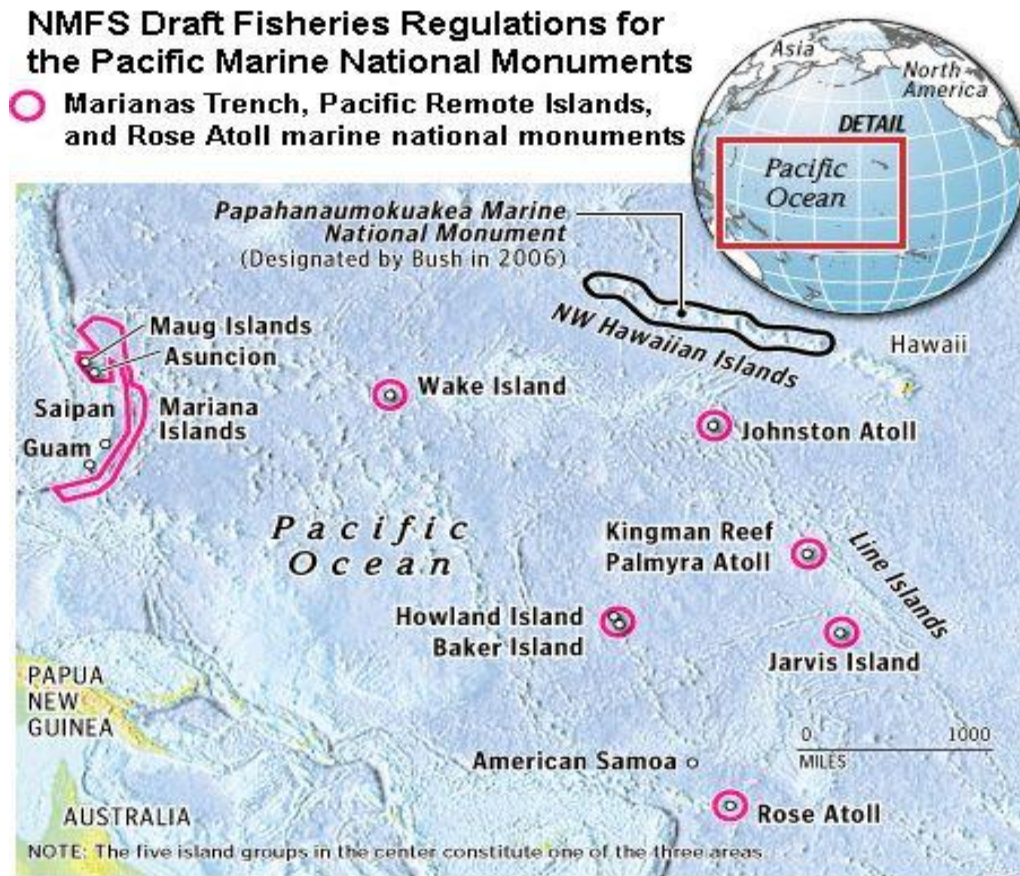 NMFS Draft Fisheries Regulations for
the Pacific Marine National Monuments
Marianas Trench, Pacific Remote Islands,
and Rose Atoll marine national monuments
Asia
North
America
DETAIL
Pacific
Ocean
Papahanaumokuakea Marine
National Monument
(Designated by Bush in 2006)
NW Hawaiian Islands
Hawaii
Maug Islands
Asuncion
Saipan
Mariana
Islands
Guam
Wake Island
Johnston Atoll
Pacific
Ocean
Kingman Reef
Palmyra Atoll
Line Islands
Howland Island
Baker Island
Jarvis Island
PAPUA
NEW
GUINEA
0 1000
MILES
American Samoa
Rose Atoll
AUSTRALIA
NOTE: The five island groups in the center constitute one of the three areas